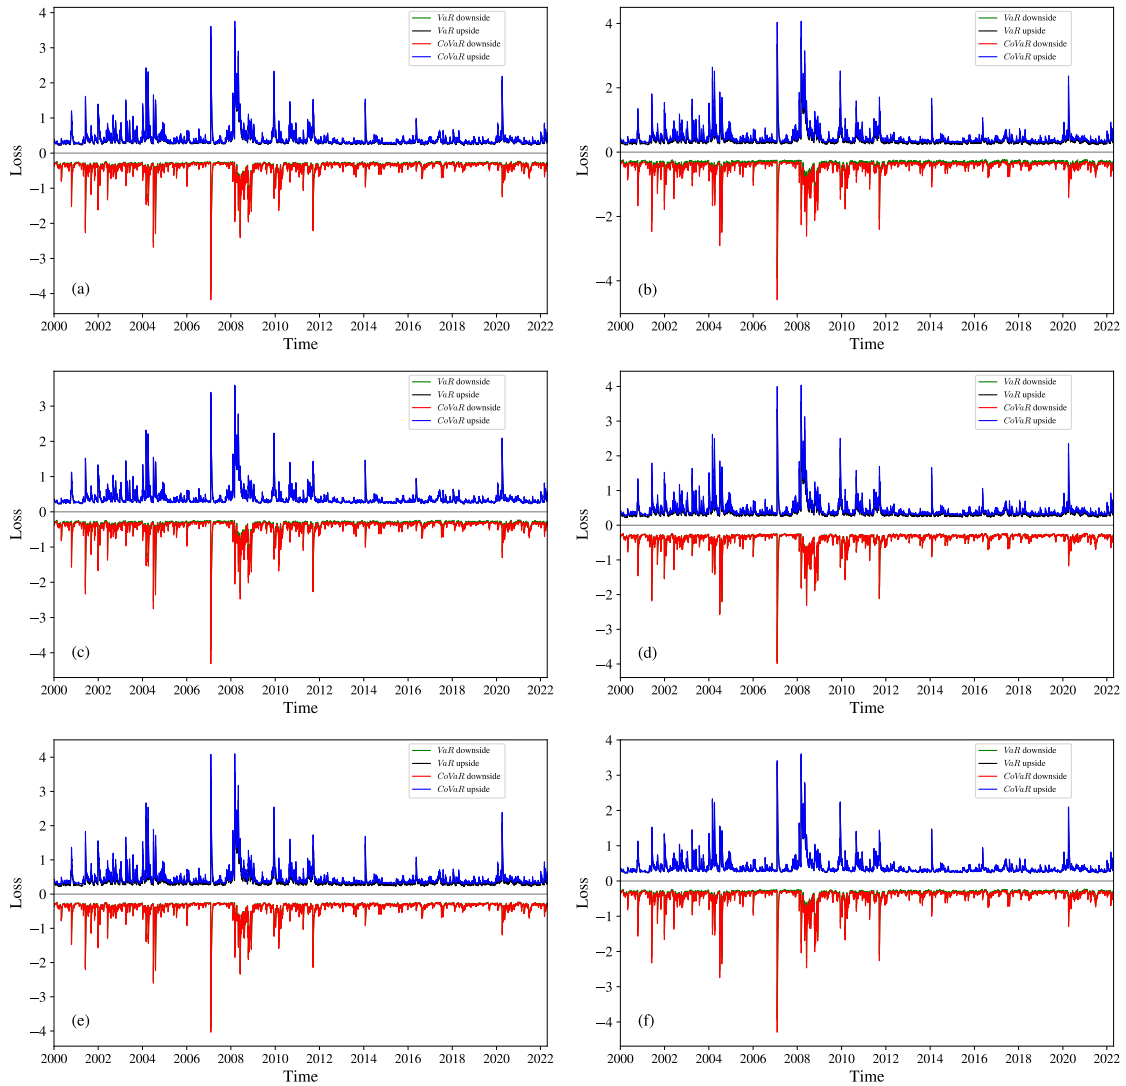 VaR downside
VaR upside
CoVaR downside
CoVaR upside
4
3
2
1
0
−1
−2
−3
−4
Loss
(a)
2000 2002 2004 2006 2008 2010 2012 2014 2016 2018 2020 2022
Time
VaR downside
VaR upside
CoVaR downside
CoVaR upside
4
2
0
−2
−4
Loss
(b)
2000 2002 2004 2006 2008 2010 2012 2014 2016 2018 2020 2022
Time
VaR downside
VaR upside
CoVaR downside
CoVaR upside
3
2
1
0
−1
−2
−3
−4
Loss
(c)
2000 2002 2004 2006 2008 2010 2012 2014 2016 2018 2020 2022
Time
VaR downside
VaR upside
CoVaR downside
CoVaR upside
4
3
2
1
0
−1
−2
−3
−4
Loss
(d)
2000 2002 2004 2006 2008 2010 2012 2014 2016 2018 2020 2022
Time
VaR downside
VaR upside
CoVaR downside
CoVaR upside
4
3
2
1
0
−1
−2
−3
−4
Loss
(e)
2000 2002 2004 2006 2008 2010 2012 2014 2016 2018 2020 2022
Time
VaR downside
VaR upside
CoVaR downside
CoVaR upside
4
3
2
1
0
−1
−2
−3
−4
Loss
(f)
2000 2002 2004 2006 2008 2010 2012 2014 2016 2018 2020 2022
Time